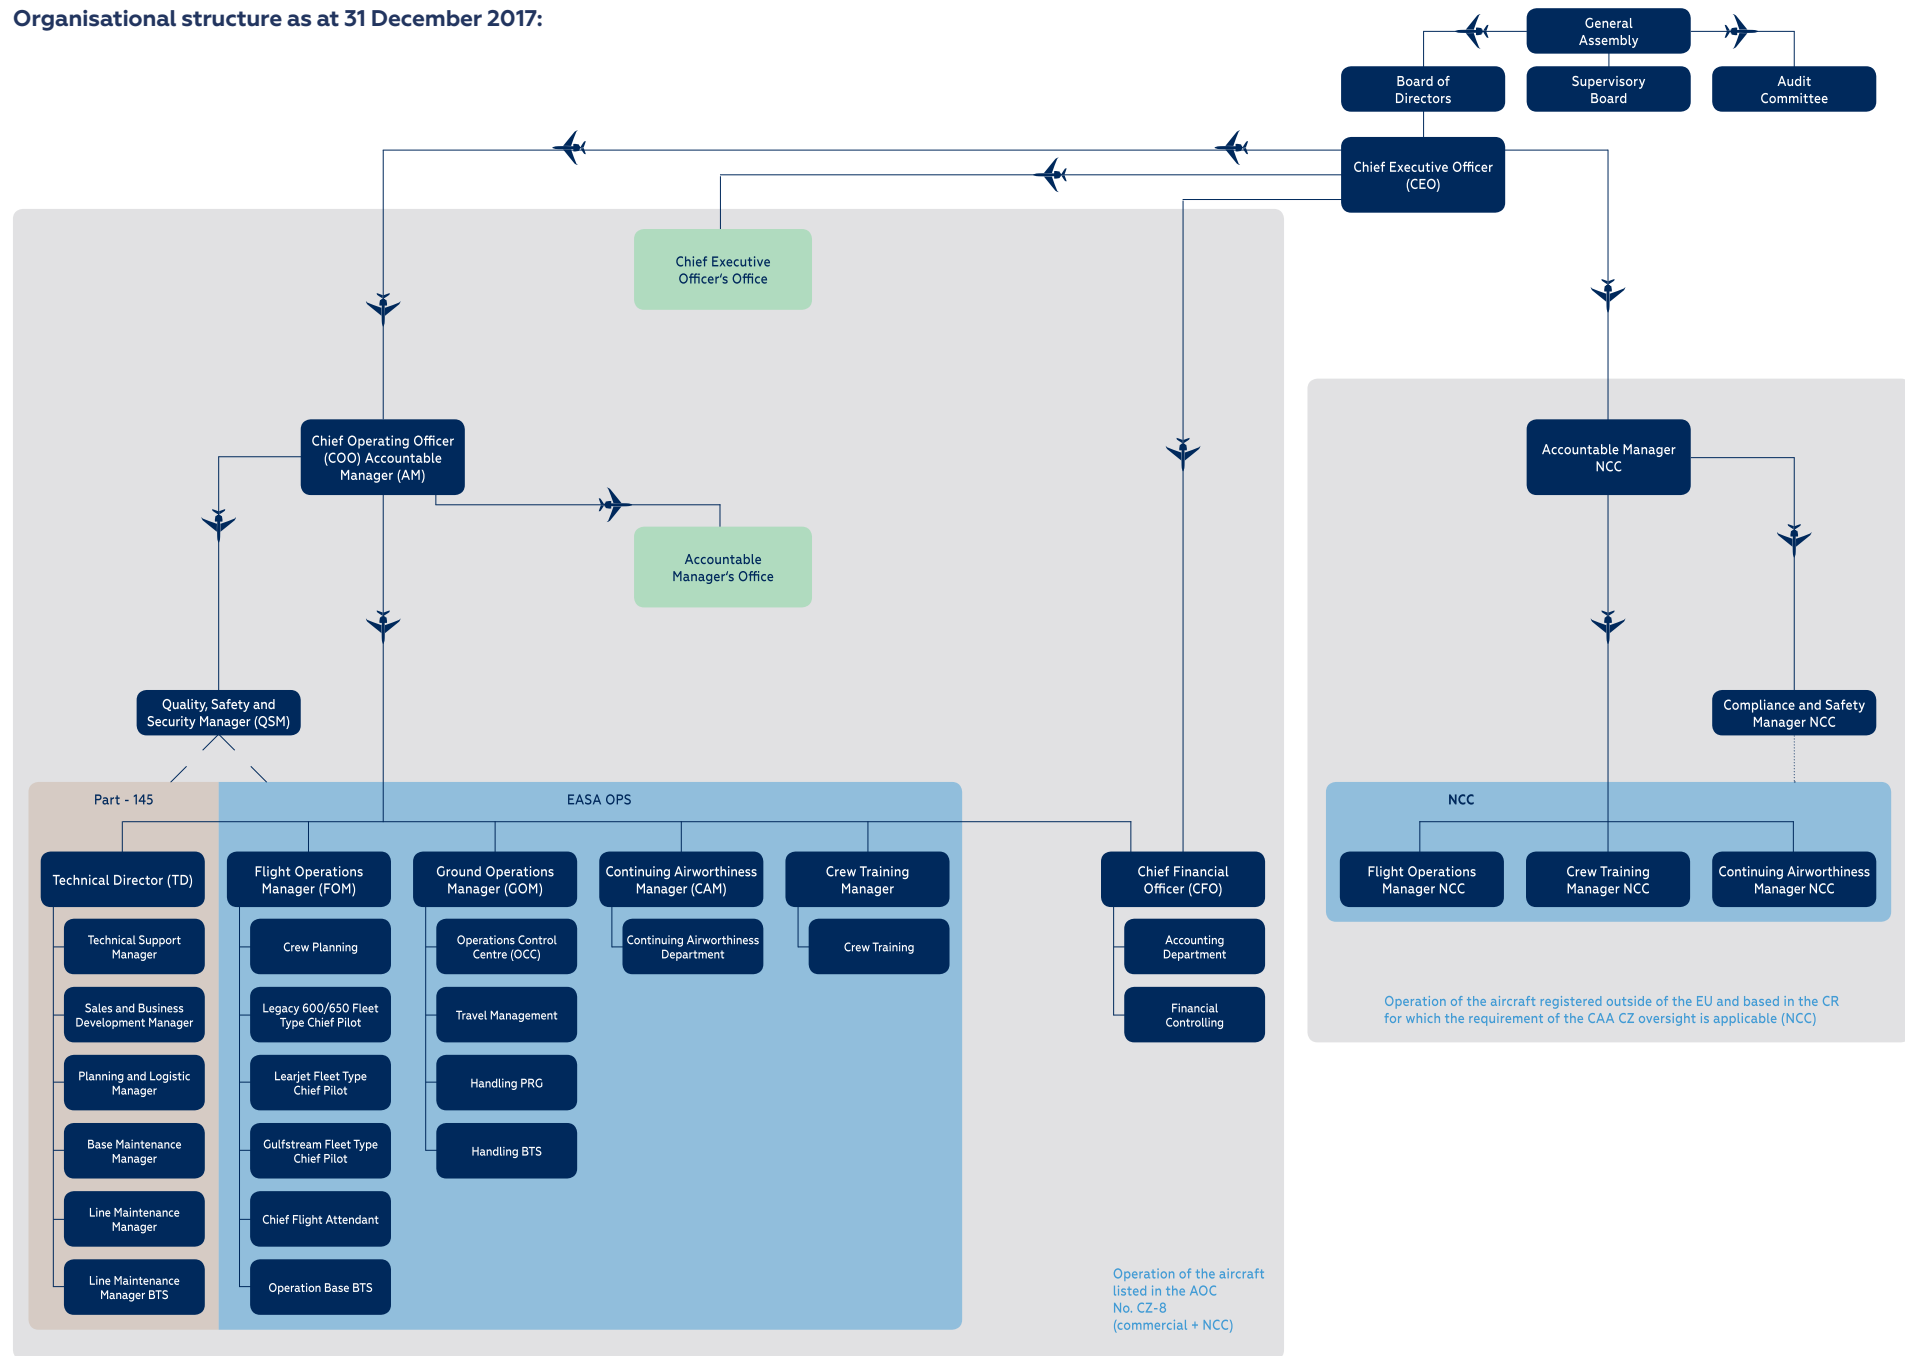 Organisational structure as at 31 December 2017:
General
Assembly
Board of
Directors
Supervisory
Board
Audit
Committee
Chief Executive Officer
(CEO)
Chief Executive
Officer‘s Office
Chief Operating Officer
(COO) Accountable
Manager (AM)
Accountable
Manager‘s Office
Accountable Manager
NCC
Quality, Safety and
Security Manager (QSM)
Compliance and Safety
Manager NCC
Part - 145
EASA OPS
NCC
Technical Director (TD)
Technical Support
Manager
Sales and Business
Development Manager
Planning and Logistic
Manager
Base Maintenance
Manager
Line Maintenance
Manager
Line Maintenance
Manager BTS
Flight Operations
Manager (FOM)
Crew Planning
Legacy 600/650 Fleet
Type Chief Pilot
Learjet Fleet Type
Chief Pilot
Gulfstream Fleet Type
Chief Pilot
Chief Flight Attendant
Operation Base BTS
Ground Operations
Manager (GOM)
Operations Control
Centre (OCC)
Travel Management
Handling PRG
Handling BTS
Continuing Airworthiness
Manager (CAM)
Continuing Airworthiness
Department
Crew Training
Manager
Crew Training
Chief Financial
Officer (CFO)
Accounting
Department
Financial
Controlling
Operation of the aircraft
listed in the AOC
No. CZ-8
(commercial + NCC)
Flight Operations
Manager NCC
Crew Training
Manager NCC
Continuing Airworthiness
Manager NCC
Operation of the aircraft registered outside of the EU and based in the CR
for which the requirement of the CAA CZ oversight is applicable (NCC)